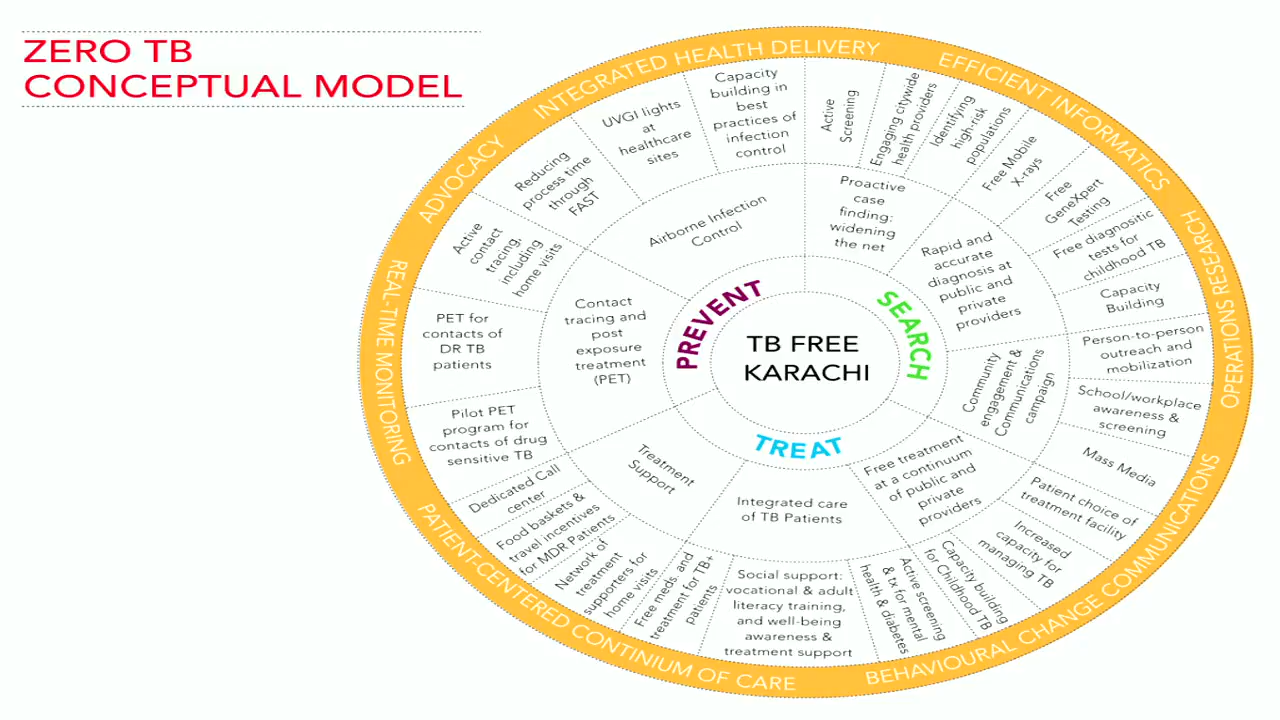 ZERO TB
CONCEPTUAL MODEL
INTEGRATED HEALTH DELIVERY
EFFICIENT INFORMATICS
OPERATIONS RESEARCH
BEHAVIOURAL CHANGE COMMUNICATIONS
PATIENT-CENTERED CONTINIUM OF CARE
REAL-TIME MONITORING
ADVOCACY
Active
Screening
Engaging citywide
health providers
Identifying
high-risk
populations
Free Mobile
X-rays
Free
GeneXpert
Testing
Free diagnositic
tests for
childhood TB
Capacity
Building
Person-to-person
outreach and
mobilization
School/workplace
awareness &
screening
Mass Media
Patient choice of
treatment facility
Increased
capacity for
managing TB
Capacity building
for Childhood TB
Active screening
& tx for mental
health & diabetes
Social support:
vocational & adult
literacy training,
and well-being
awareness &
treatment support
Free meds. and
treatment for TB+
patients
Network of
treatment
supporters for
home visits
Food baskets &
travel incentives
for MDR Patients
Dedicated Call
center
Pilot PET
program for
contacts of drug
sensitive TB
PET for
contacts of
DR TB
patients
Active
contact
tracing,
including
home visits
Reducing
process time
through
FAST
UVGI lights
at
healthcare
sites
Capacity
building in
best
practices of
infection
control
Proactive
case
finding:
widening
the net
Rapid and
accurate
diagnosis at
public and
private
providers
Community
engagement &
Communications
campaign
Free treatment
at a continuum
of public and
private
providers
Integrated care
of TB Patients
Treatment
Support
Contact
tracing and
post
exposure
treatment
(PET)
Airborne Infection
Control
PREVENT
SEARCH
TREAT
TB FREE
KARACHI